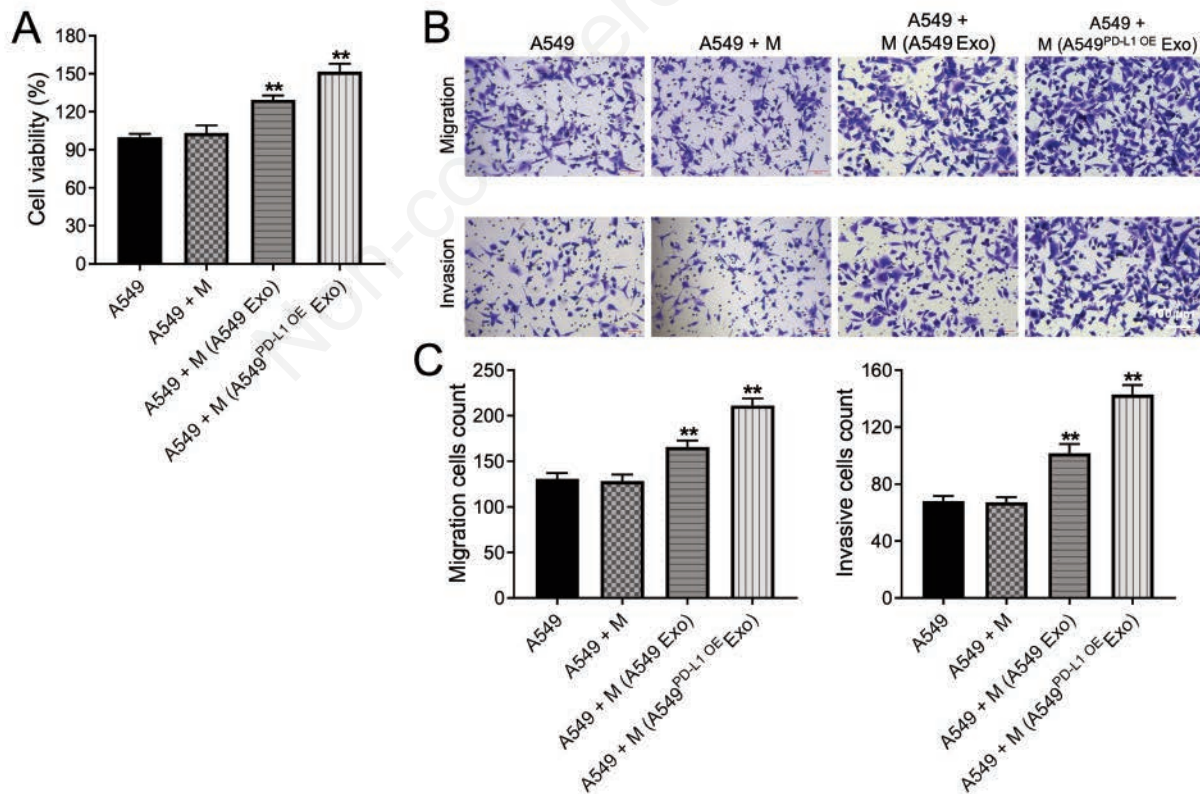 A
Cell viability (%)
180
150
120
90
60
30
0
**
**
A549
A549 + M
A549 + M (A549 Exo)
A549 + M (A549PD-L1 OE Exo)
B
A549
A549 + M
A549 +
M (A549 Exo)
A549 +
M (A549PD-L1 OE Exo)
Migration
Invasion
C
Migration cells count
250
200
150
100
50
0
**
**
A549
A549 + M
A549 + M (A549 Exo)
A549 + M (A549PD-L1 OE Exo)
Invasive cells count
160
120
80
40
0
**
**
A549
A549 + M
A549 + M (A549 Exo)
A549 + M (A549PD-L1 OE Exo)